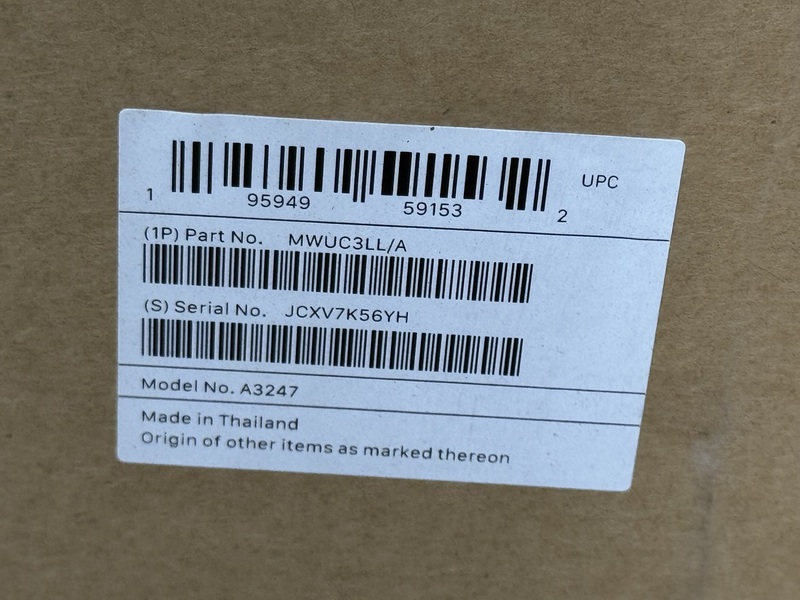 1 95949 59153 2 UPC
(1P) Part No. MWUC3LL/A
(S) Serial No. JCXV7K56YH
Model No. A3247
Made in Thailand
Origin of other items as marked thereon